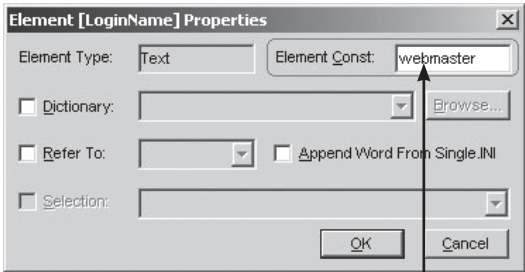 Element [LoginName] Properties
Element Type: Text Element Const: webmaster
Dictionary: Browse...
Refer To: Append Word From Single.INI
Selection:
OK Cancel